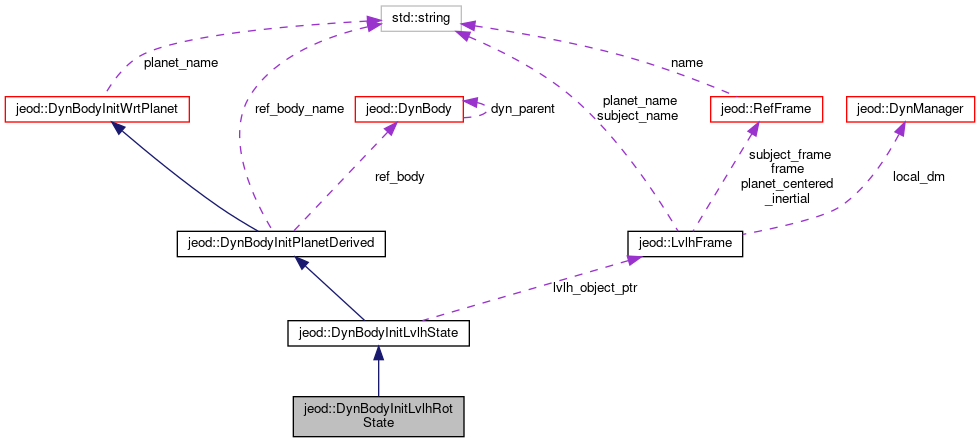 std::string
planet_name
name
jeod::DynBodyInitWrtPlanet
ref_body_name
jeod::DynBody
dyn_parent
planet_name
subject_name
jeod::RefFrame
jeod::DynManager
ref_body
subject_frame
frame
planet_centered
_inertial
local_dm
jeod::DynBodyInitPlanetDerived
jeod::LvlhFrame
lvlh_object_ptr
jeod::DynBodyInitLvlhState
jeod::DynBodyInitLvlhRot
State